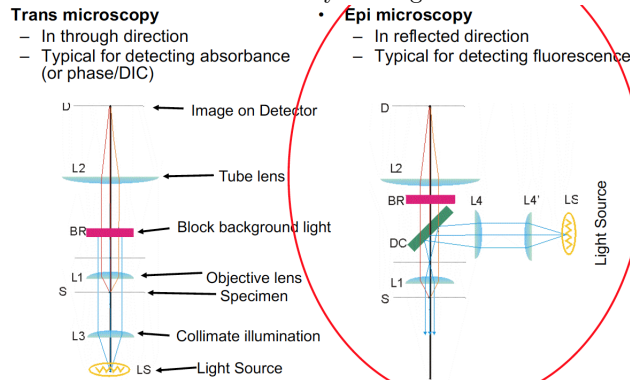 Trans microscopy
– In through direction
– Typical for detecting absorbance
(or phase/DIC)
D
Image on Detector
L2
Tube lens
BR
Block background light
L1
Objective lens
S
Specimen
L3
Collimate illumination
LS
Light Source
• Epi microscopy
– In reflected direction
– Typical for detecting fluorescence
D
L2
BR
L4
L4'
LS
Light Source
DC
L1
S